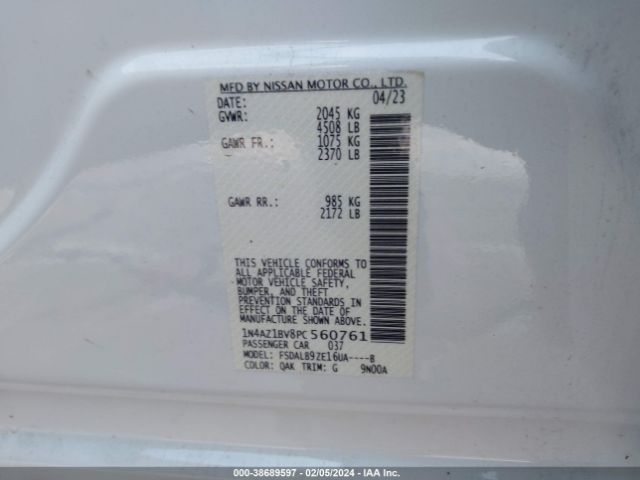 MFD BY NISSAN MOTOR CO., LTD.
DATE: 04/23
GVWR: 2045 KG
4508 LB
GAWR FR.: 1075 KG
2370 LB
GAWR RR.: 985 KG
2172 LB
THIS VEHICLE CONFORMS TO
ALL APPLICABLE FEDERAL
MOTOR VEHICLE SAFETY,
BUMPER, AND THEFT
PREVENTION STANDARDS IN
EFFECT ON THE DATE OF
MANUFACTURE SHOWN ABOVE.
1N4AZ1BV8PC560761
PASSENGER CAR 037
MODEL: FSDALB9ZE16UA----B
COLOR: QAK TRIM: G 9N00A
000-38689597 - 02/05/2024 - IAA Inc.